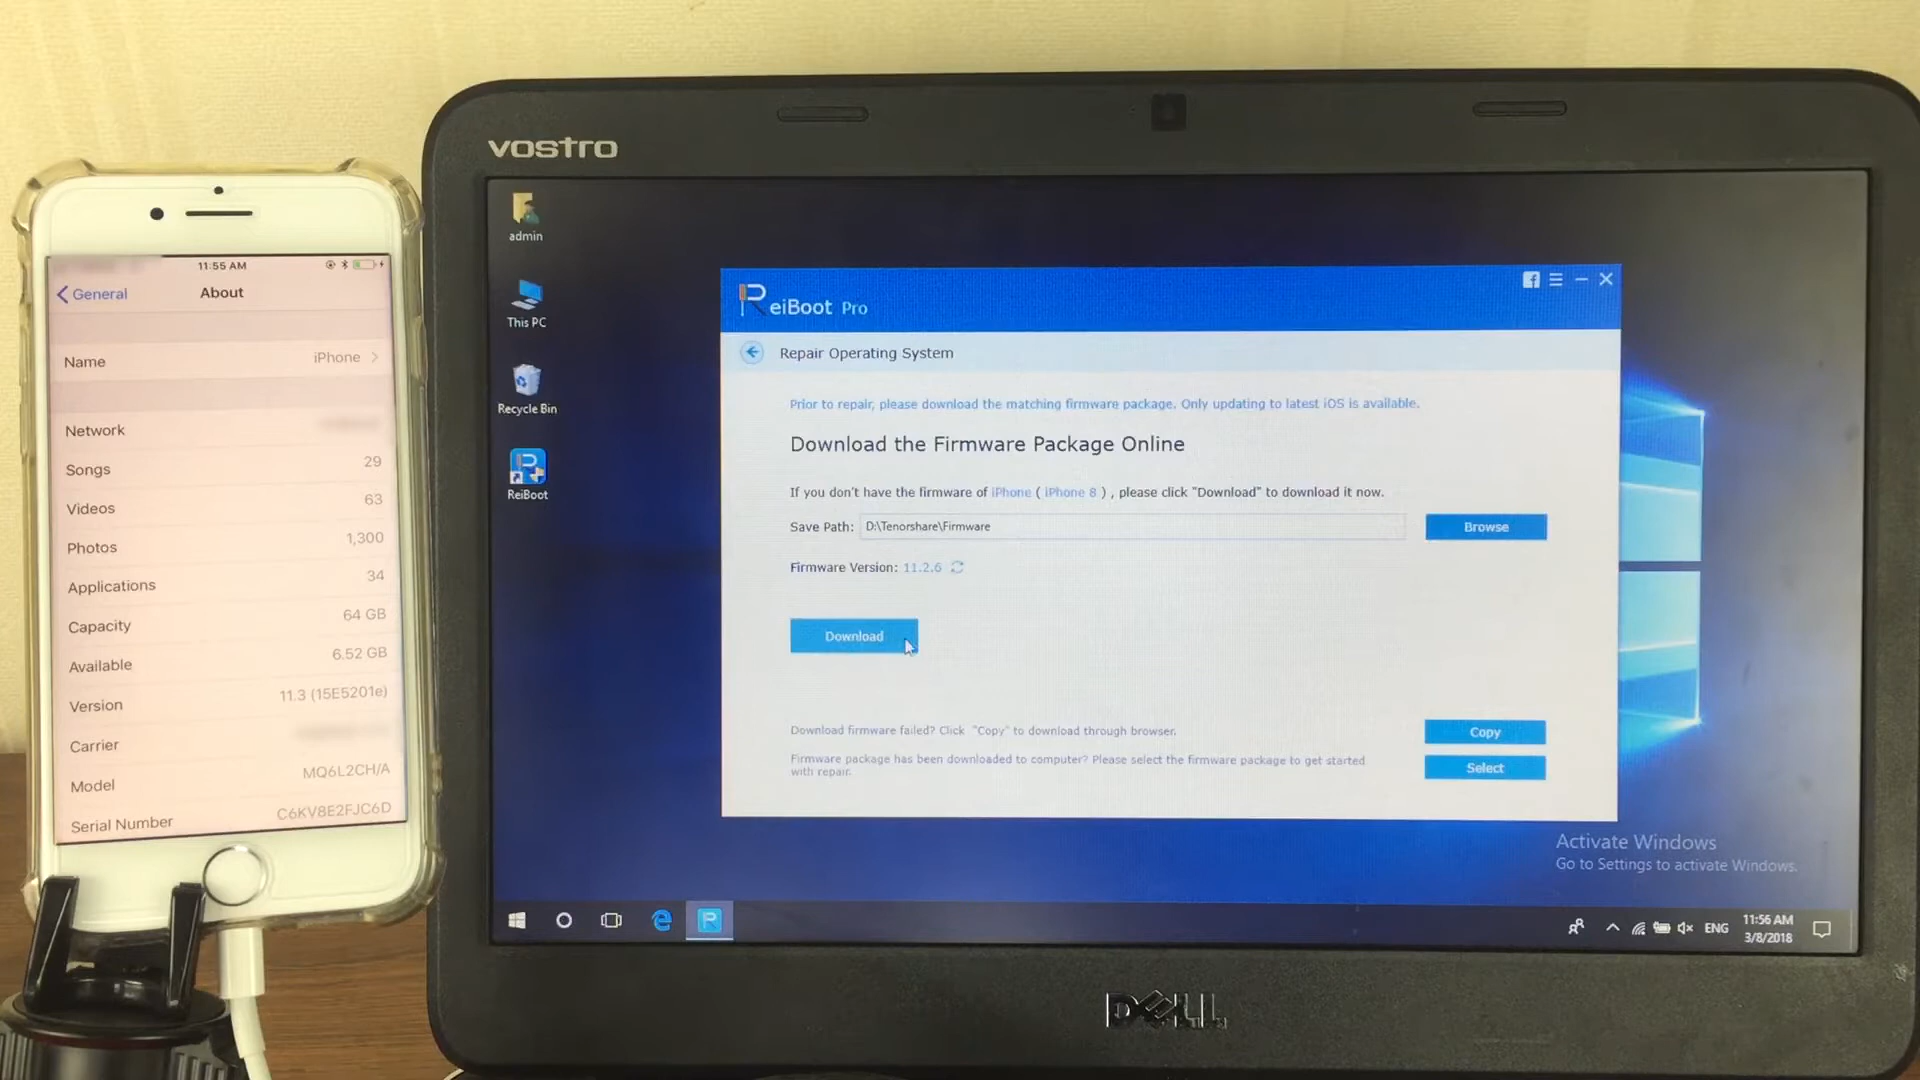 11:55 AM
General
About
Name
iPhone
Network
Songs
29
Videos
63
Photos
1,300
Applications
34
Capacity
64 GB
Available
6.52 GB
Version
11.3 (15E5201e)
Carrier
Model
MQ6L2CH/A
Serial Number
C6KV8E2FJC6D
vostro
admin
This PC
Recycle Bin
ReiBoot
ReiBoot Pro
Repair Operating System
Prior to repair, please download the matching firmware package. Only updating to latest iOS is available.
Download the Firmware Package Online
If you don't have the firmware of iPhone ( iPhone 8 ) , please click "Download" to download it now.
Save Path:
D:\Tenorshare\Firmware
Browse
Firmware Version: 11.2.6
Download
Download firmware failed? Click "Copy" to download through browser.
Copy
Firmware package has been downloaded to computer? Please select the firmware package to get started
with repair.
Select
Activate Windows
Go to Settings to activate Windows.
ENG
11:56 AM
3/8/2018
DELL